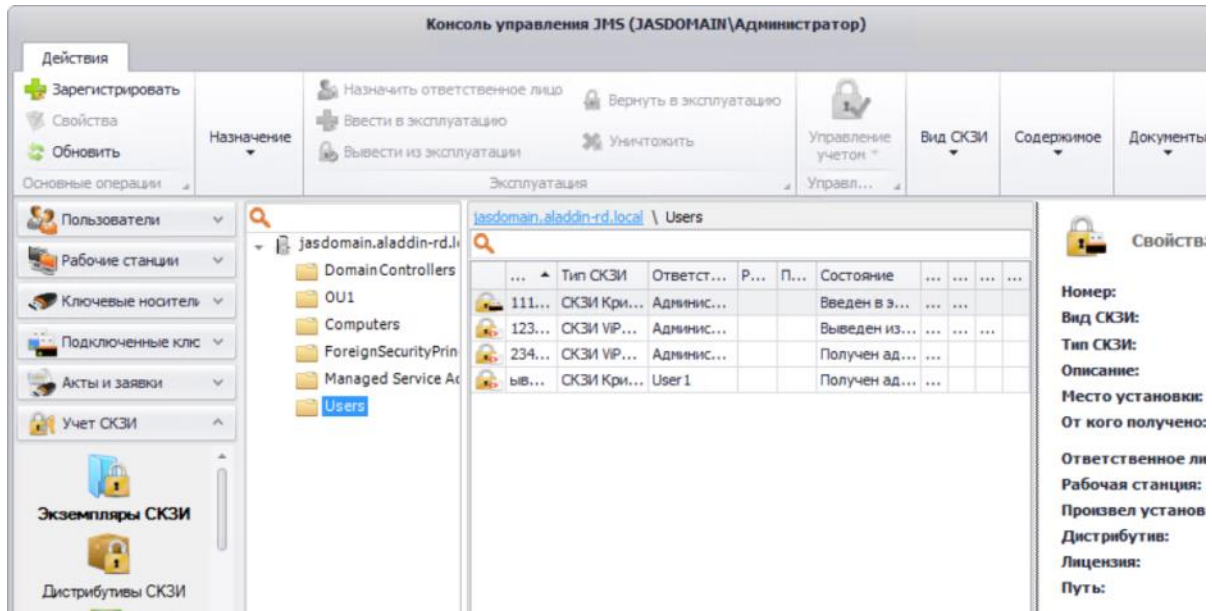 Консоль управления JMS (JASDOMAIN\Администратор)
Действия
Зарегистрировать
Свойства
Обновить
Основные операции
Назначение
Назначить ответственное лицо
Ввести в эксплуатацию
Вывести из эксплуатации
Вернуть в эксплуатацию
Уничтожить
Эксплуатация
Управление
учетом
Управл...
Вид СКЗИ
Содержимое
Документы
Пользователи
Рабочие станции
Ключевые носители
Подключенные клю
Акты и заявки
Учет СКЗИ
Экземпляры СКЗИ
Дистрибутивы СКЗИ
jasdomain.aladdin-rd.l
Domain Controllers
OU1
Computers
ForeignSecurityPrin
Managed Service Ac
Users
jasdomain.aladdin-rd.local \ Users
... Тип СКЗИ Ответст... Р... П... Состояние ... ... ... ...
111... СКЗИ Кри... Админис... Введен в э... ... ...
123... СКЗИ ViP... Админис... Выведен из... ... ... ...
234... СКЗИ ViP... Админис... Получен ад... ...
ыв... СКЗИ Кри... User1 Получен ад... ...
Свойства
Номер:
Вид СКЗИ:
Тип СКЗИ:
Описание:
Место установки:
От кого получено:
Ответственное ли
Рабочая станция:
Произвел установ
Дистрибутив:
Лицензия:
Путь: